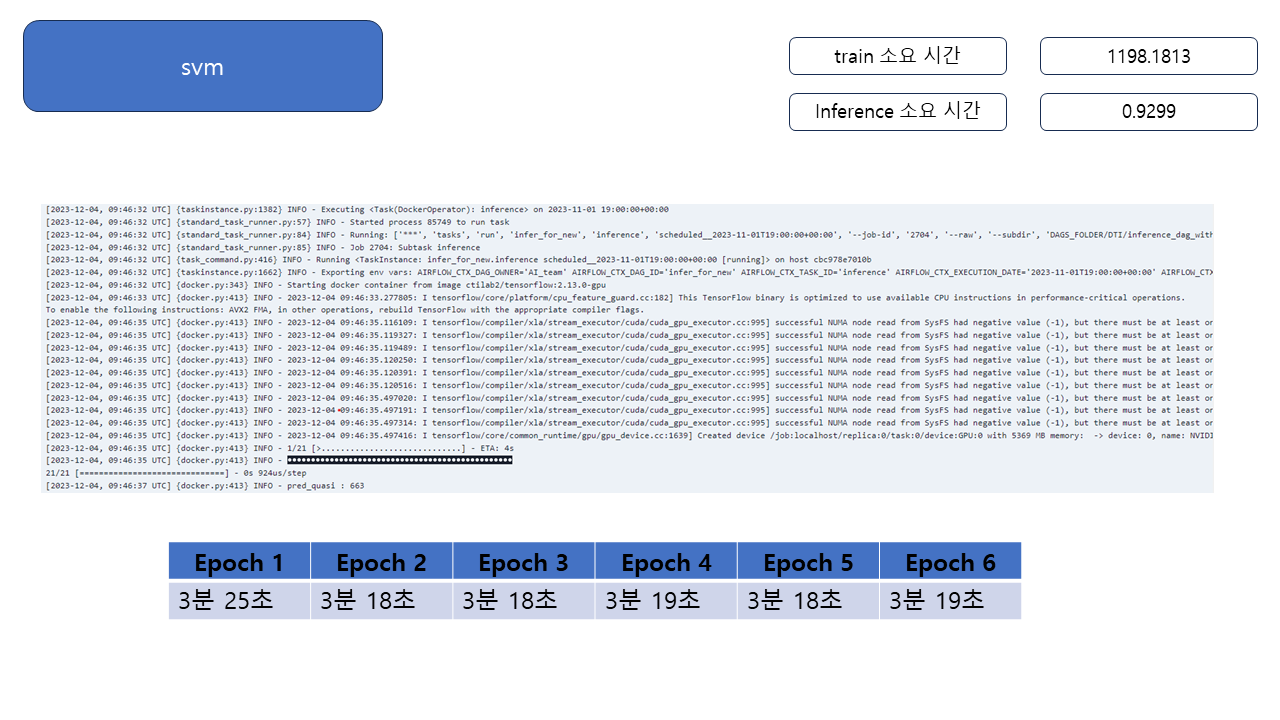 svm
train 소요 시간
1198.1813
Inference 소요 시간
0.9299
[2023-12-04, 09:46:32 UTC] {taskinstance.py:1382} INFO - Executing <Task(DockerOperator): inference> on 2023-11-01 19:00:00+00:00
[2023-12-04, 09:46:32 UTC] {standard_task_runner.py:57} INFO - Started process 85749 to run task
[2023-12-04, 09:46:32 UTC] {standard_task_runner.py:84} INFO - Running: ['***', 'tasks', 'run', 'infer_for_new', 'inference', 'scheduled__2023-11-01T19:00:00+00:00', '--job-id', '2704', '--raw', '--subdir', 'DAGS_FOLDER/DTI/inference_dag_with
[2023-12-04, 09:46:32 UTC] {standard_task_runner.py:85} INFO - Job 2704: Subtask inference
[2023-12-04, 09:46:32 UTC] {task_command.py:416} INFO - Running <TaskInstance: infer_for_new.inference scheduled__2023-11-01T19:00:00+00:00 [running]> on host cbc978e7010b
[2023-12-04, 09:46:32 UTC] {taskinstance.py:1662} INFO - Exporting env vars: AIRFLOW_CTX_DAG_OWNER='AI_team' AIRFLOW_CTX_DAG_ID='infer_for_new' AIRFLOW_CTX_TASK_ID='inference' AIRFLOW_CTX_EXECUTION_DATE='2023-11-01T19:00:00+00:00' AIRFLOW_CTX
[2023-12-04, 09:46:32 UTC] {docker.py:343} INFO - Starting docker container from image ctilab2/tensorflow:2.13.0-gpu
[2023-12-04, 09:46:33 UTC] {docker.py:413} INFO - 2023-12-04 09:46:33.277805: I tensorflow/core/platform/cpu_feature_guard.cc:182] This TensorFlow binary is optimized to use available CPU instructions in performance-critical operations.
To enable the following instructions: AVX2 FMA, in other operations, rebuild TensorFlow with the appropriate compiler flags.
[2023-12-04, 09:46:35 UTC] {docker.py:413} INFO - 2023-12-04 09:46:35.116109: I tensorflow/compiler/xla/stream_executor/cuda/cuda_gpu_executor.cc:995] successful NUMA node read from SysFS had negative value (-1), but there must be at least or
[2023-12-04, 09:46:35 UTC] {docker.py:413} INFO - 2023-12-04 09:46:35.119327: I tensorflow/compiler/xla/stream_executor/cuda/cuda_gpu_executor.cc:995] successful NUMA node read from SysFS had negative value (-1), but there must be at least or
[2023-12-04, 09:46:35 UTC] {docker.py:413} INFO - 2023-12-04 09:46:35.119489: I tensorflow/compiler/xla/stream_executor/cuda/cuda_gpu_executor.cc:995] successful NUMA node read from SysFS had negative value (-1), but there must be at least or
[2023-12-04, 09:46:35 UTC] {docker.py:413} INFO - 2023-12-04 09:46:35.120250: I tensorflow/compiler/xla/stream_executor/cuda/cuda_gpu_executor.cc:995] successful NUMA node read from SysFS had negative value (-1), but there must be at least or
[2023-12-04, 09:46:35 UTC] {docker.py:413} INFO - 2023-12-04 09:46:35.120391: I tensorflow/compiler/xla/stream_executor/cuda/cuda_gpu_executor.cc:995] successful NUMA node read from SysFS had negative value (-1), but there must be at least or
[2023-12-04, 09:46:35 UTC] {docker.py:413} INFO - 2023-12-04 09:46:35.120516: I tensorflow/compiler/xla/stream_executor/cuda/cuda_gpu_executor.cc:995] successful NUMA node read from SysFS had negative value (-1), but there must be at least or
[2023-12-04, 09:46:35 UTC] {docker.py:413} INFO - 2023-12-04 09:46:35.497020: I tensorflow/compiler/xla/stream_executor/cuda/cuda_gpu_executor.cc:995] successful NUMA node read from SysFS had negative value (-1), but there must be at least or
[2023-12-04, 09:46:35 UTC] {docker.py:413} INFO - 2023-12-04 09:46:35.497191: I tensorflow/compiler/xla/stream_executor/cuda/cuda_gpu_executor.cc:995] successful NUMA node read from SysFS had negative value (-1), but there must be at least or
[2023-12-04, 09:46:35 UTC] {docker.py:413} INFO - 2023-12-04 09:46:35.497314: I tensorflow/compiler/xla/stream_executor/cuda/cuda_gpu_executor.cc:995] successful NUMA node read from SysFS had negative value (-1), but there must be at least or
[2023-12-04, 09:46:35 UTC] {docker.py:413} INFO - 2023-12-04 09:46:35.497416: I tensorflow/core/common_runtime/gpu/gpu_device.cc:1639] Created device /job:localhost/replica:0/task:0/device:GPU:0 with 5369 MB memory:  -> device: 0, name: NVIDI
[2023-12-04, 09:46:35 UTC] {docker.py:413} INFO - 1/21 [>.............................] - ETA: 4s
[2023-12-04, 09:46:35 UTC] {docker.py:413} INFO -
21/21 [==============================] - 0s 924us/step
[2023-12-04, 09:46:37 UTC] {docker.py:413} INFO - pred_quasi : 663
Epoch 1 Epoch 2 Epoch 3 Epoch 4 Epoch 5 Epoch 6
3분 25초 3분 18초 3분 18초 3분 19초 3분 18초 3분 19초